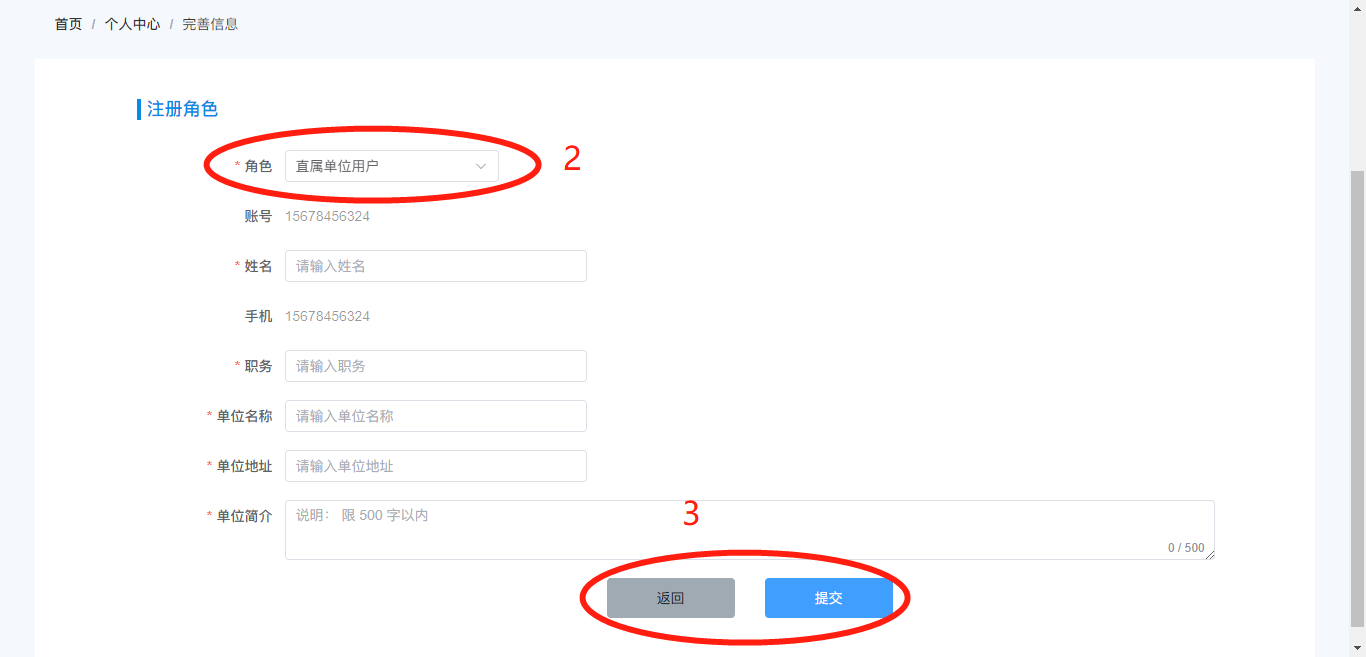 首页 / 个人中心 / 完善信息
注册角色
* 角色 直属单位用户 2
账号 15678456324
* 姓名 请输入姓名
手机 15678456324
* 职务 请输入职务
* 单位名称 请输入单位名称
* 单位地址 请输入单位地址
* 单位简介 说明： 限 500 字以内 3
0 / 500
返回 提交